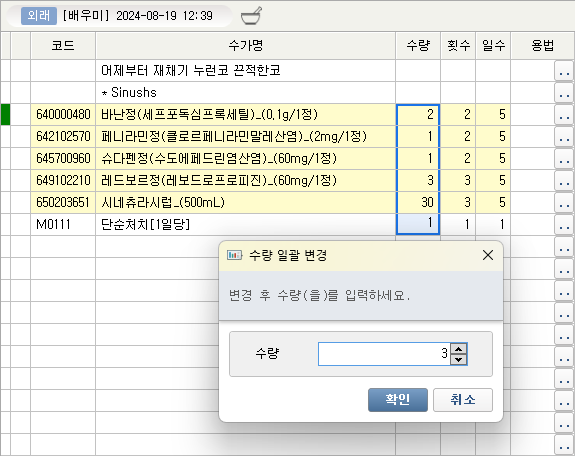 외래 [배우미] 2024-08-19 12:39
코드 수가명 수량 횟수 일수 용법
어제부터 재채기 누런코 끈적한코 ..
* Sinushs ..
640000480 바난정(세프포독심프록세틸)_(0,1g/1정) 2 2 5 ..
642102570 페니라민정(클로르페니라민말레산염)_(2mg/1정) 1 2 5 ..
645700960 슈다펜정(수도에페드린염산염)_(60mg/1정) 1 2 5 ..
649102210 레드보르정(레보드로프로피진)_(60mg/1정) 3 3 5 ..
650203651 시네츄라시럽_(500mL) 30 3 5 ..
M0111 단순처치[1일당] 1 1 1 ..
수량 일괄 변경
변경 후 수량(을)를 입력하세요.
수량 3
확인 취소